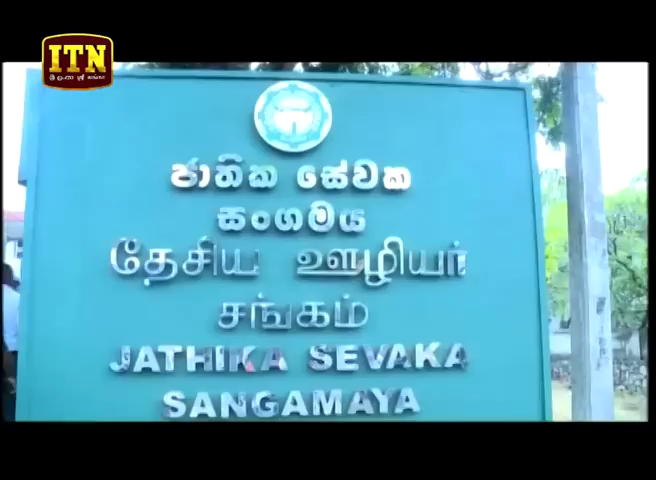 ITN
ජාතික සේවක
සංගමය
தேசிய ஊழியர்
சங்கம்
JATHIKA SEVAKA
SANGAMAYA